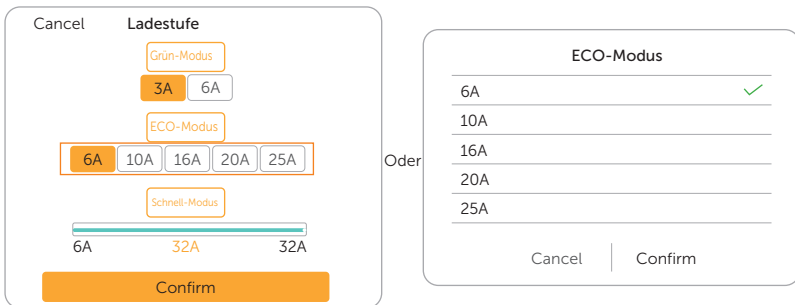 Cancel Ladestufe
Grün-Modus
3A 6A
ECO-Modus
6A 10A 16A 20A 25A
Schnell-Modus
6A 32A 32A
Confirm
Oder
ECO-Modus
6A
10A
16A
20A
25A
Cancel Confirm